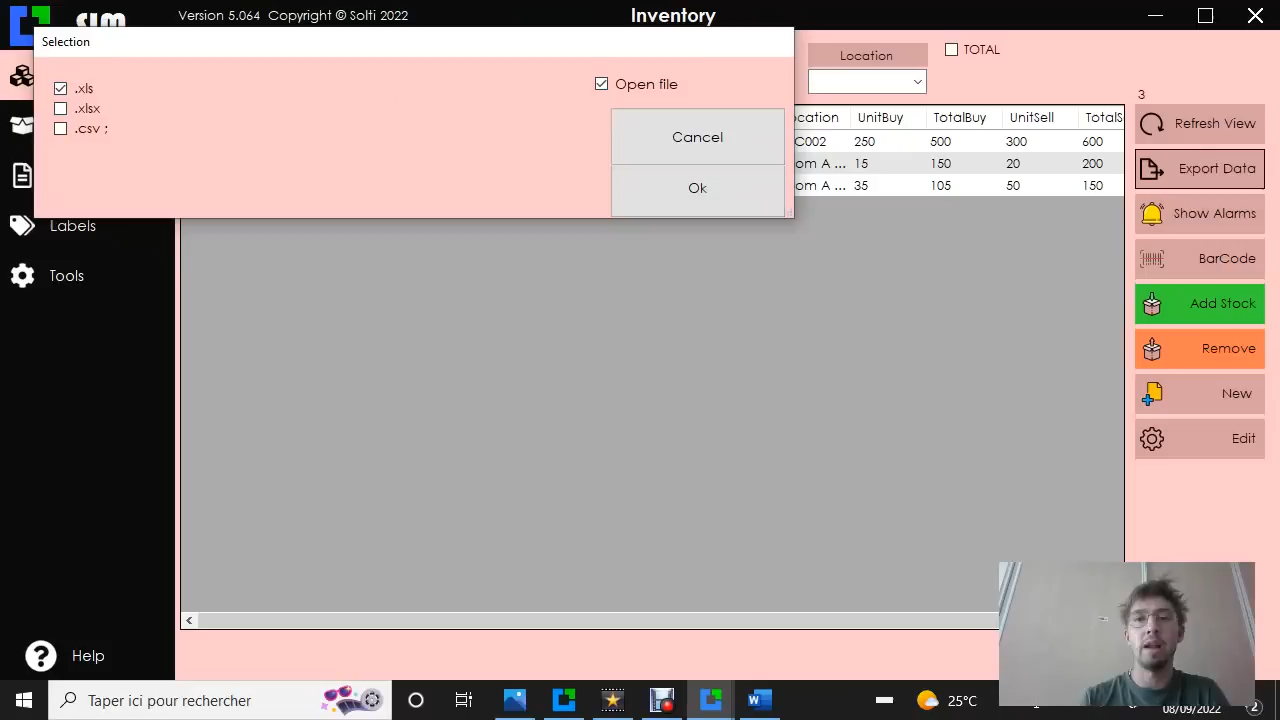 Version 5.064 Copyright © Solti 2022
Inventory
Selection
.xls
.xlsx
.csv ;
Open file
Cancel
Ok
Location
TOTAL
3
UnitBuy TotalBuy UnitSell
C002 250 500 300 600
om A ... 15 150 20 200
om A ... 35 105 50 150
Refresh View
Export Data
Show Alarms
BarCode
Add Stock
Remove
New
Edit
Labels
Tools
Help
Taper ici pour rechercher
25°C
08/09/2022
2